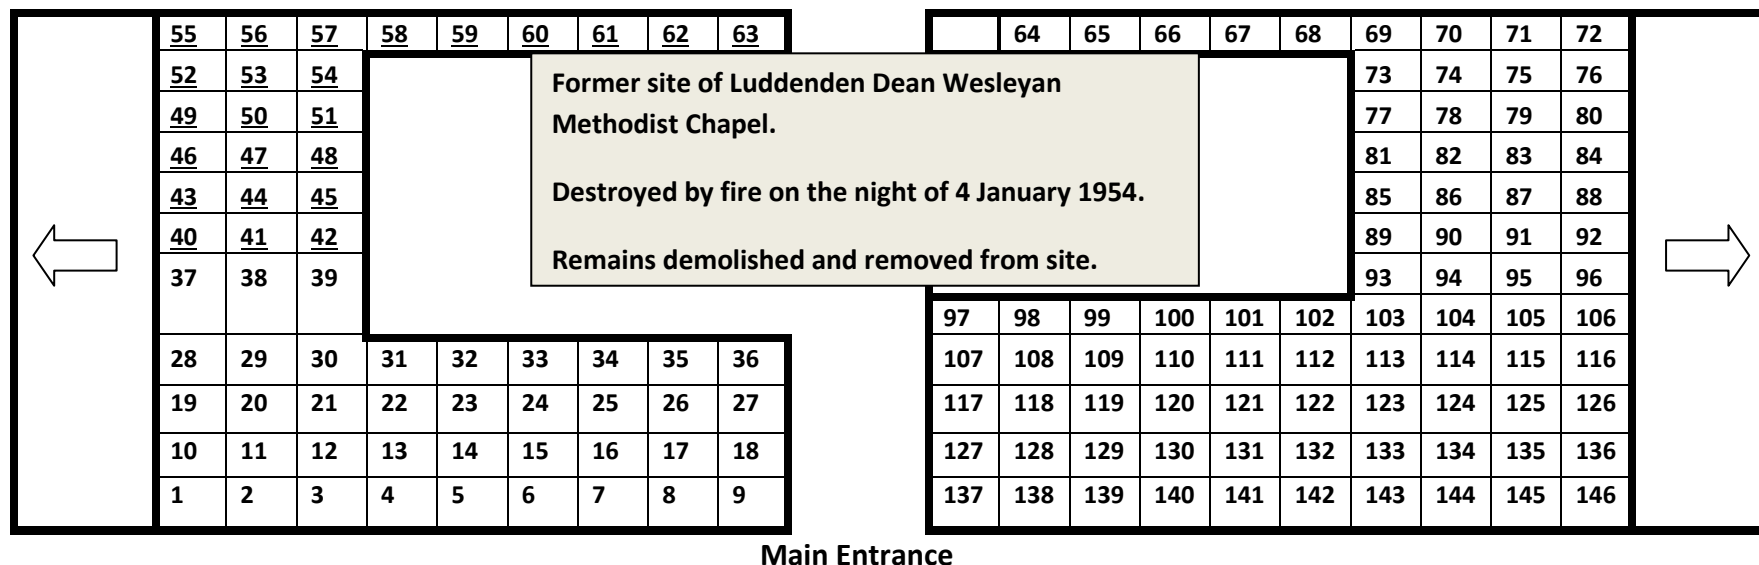 55 56 57 58 59 60 61 62 63 64 65 66 67 68 69 70 71 72
52 53 54 73 74 75 76
49 50 51 77 78 79 80
46 47 48 81 82 83 84
43 44 45 85 86 87 88
40 41 42 89 90 91 92
37 38 39 93 94 95 96
Former site of Luddenden Dean Wesleyan
Methodist Chapel.
Destroyed by fire on the night of 4 January 1954.
Remains demolished and removed from site.
97 98 99 100 101 102 103 104 105 106
28 29 30 31 32 33 34 35 36 107 108 109 110 111 112 113 114 115 116
19 20 21 22 23 24 25 26 27 117 118 119 120 121 122 123 124 125 126
10 11 12 13 14 15 16 17 18 127 128 129 130 131 132 133 134 135 136
1 2 3 4 5 6 7 8 9 137 138 139 140 141 142 143 144 145 146
Main Entrance